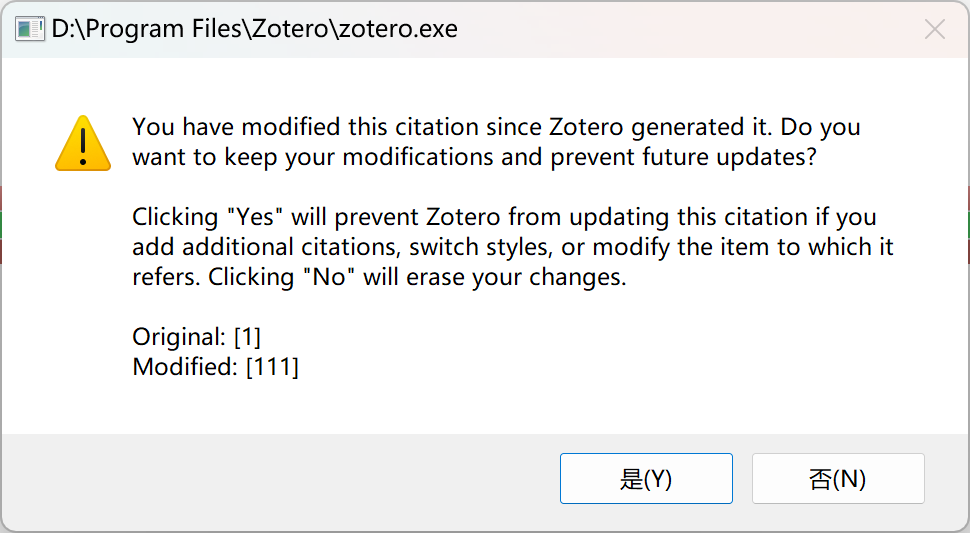 D:\Program Files\Zotero\zotero.exe
You have modified this citation since Zotero generated it. Do you
want to keep your modifications and prevent future updates?
Clicking "Yes" will prevent Zotero from updating this citation if you
add additional citations, switch styles, or modify the item to which it
refers. Clicking "No" will erase your changes.
Original: [1]
Modified: [111]
是(Y)
否(N)